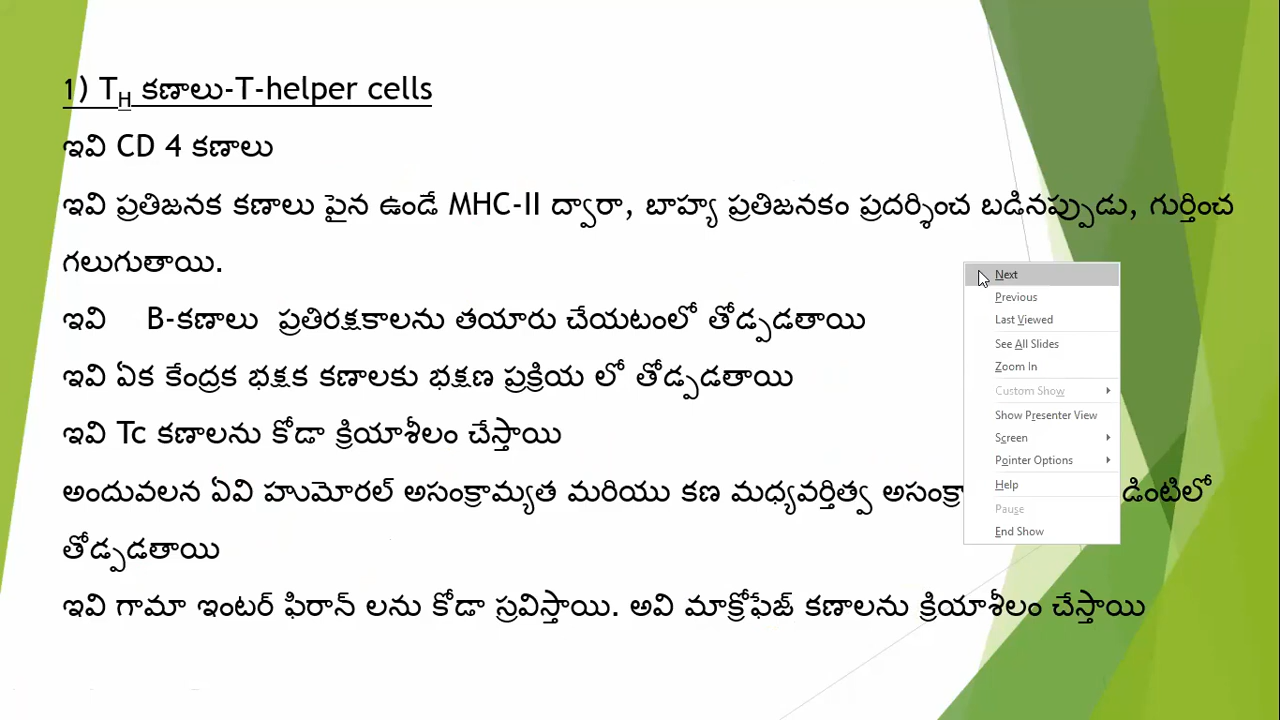 1) TH కణాలు-T-helper cells
ఇవి CD 4 కణాలు
ఇవి ప్రతిజనక కణాలు పైన ఉండే MHC-II ద్వారా, బాహ్య ప్రతిజనకం ప్రదర్శించ బడినప్పుడు, గుర్తించ
గలుగుతాయి.
ఇవి B-కణాలు ప్రతిరక్షకాలను తయారు చేయటంలో తోడ్పడతాయి
ఇవి ఏక కేంద్రక భక్షక కణాలకు భక్షణ ప్రక్రియ లో తోడ్పడతాయి
ఇవి Tc కణాలను కోడా క్రియాశీలం చేస్తాయి
అందువలన ఏవి హుమోరల్ అసంక్రామ్యత మరియు కణ మధ్యవర్తిత్వ
తోడ్పడతాయి
ఇవి గామా ఇంటర్ ఫిరాన్ లను కోడా స్రవిస్తాయి. అవి మాక్రోఫేజ్ కణాలను క్రియాశీలం చేస్తాయి
Next
Previous
Last Viewed
See All Slides
Zoom In
Custom Show
Show Presenter View
Screen
Pointer Options
Help
Pause
End Show